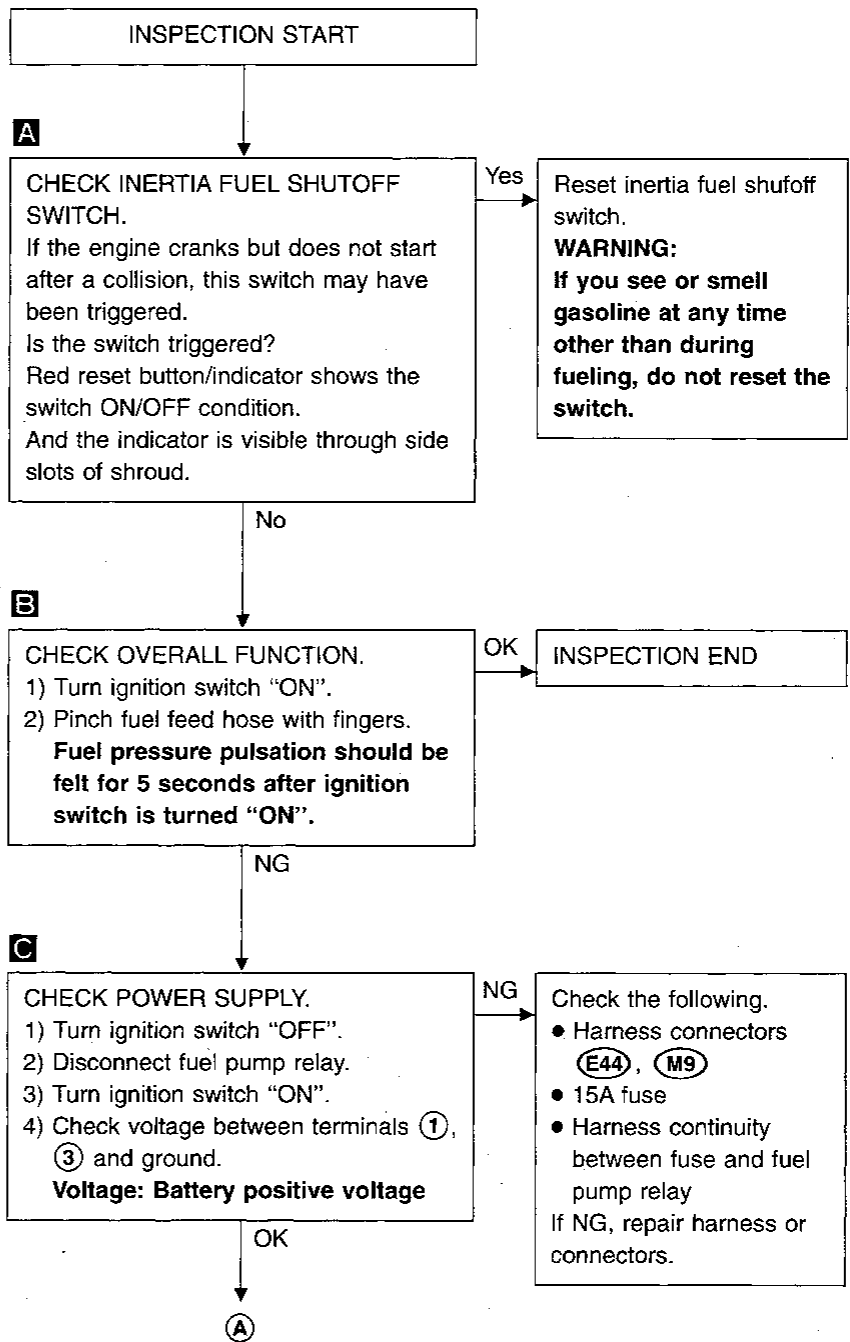 INSPECTION START
A
CHECK INERTIA FUEL SHUTOFF
SWITCH.
If the engine cranks but does not start
after a collision, this switch may have
been triggered.
Is the switch triggered?
Red reset button/indicator shows the
switch ON/OFF condition.
And the indicator is visible through side
slots of shroud.
Yes
Reset inertia fuel shufoff
switch.
WARNING:
If you see or smell
gasoline at any time
other than during
fueling, do not reset the
switch.
No
B
CHECK OVERALL FUNCTION.
1) Turn ignition switch “ON”.
2) Pinch fuel feed hose with fingers.
Fuel pressure pulsation should be
felt for 5 seconds after ignition
switch is turned “ON”.
OK
INSPECTION END
NG
C
CHECK POWER SUPPLY.
1) Turn ignition switch “OFF”.
2) Disconnect fuel pump relay.
3) Turn ignition switch “ON”.
4) Check voltage between terminals ①,
③ and ground.
Voltage: Battery positive voltage
NG
Check the following.
● Harness connectors
E44, M9
● 15A fuse
● Harness continuity
between fuse and fuel
pump relay
If NG, repair harness or
connectors.
OK
Ⓐ